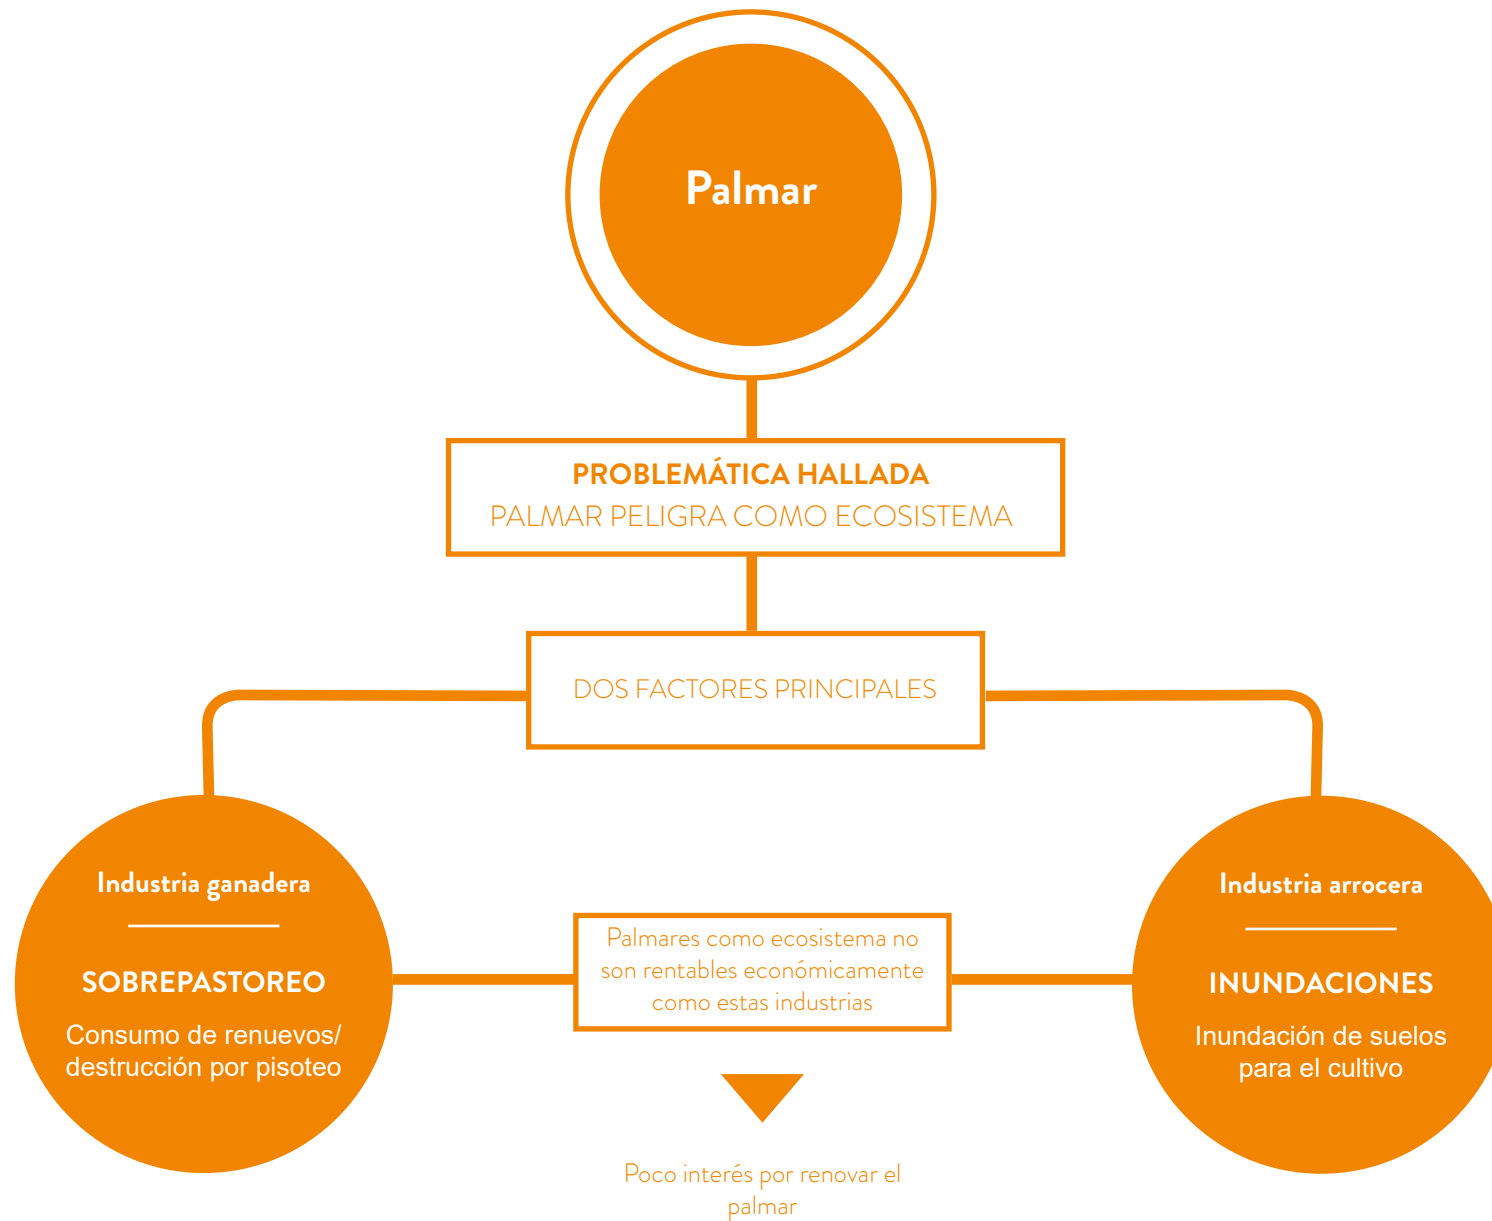 Palmar
PROBLEMÁTICA HALLADA
PALMAR PELIGRA COMO ECOSISTEMA
DOS FACTORES PRINCIPALES
Industria ganadera
SOBREPASTOREO
Consumo de renuevos/
destrucción por pisoteo
Palmares como ecosistema no
son rentables económicamente
como estas industrias
Industria arrocera
INUNDACIONES
Inundación de suelos
para el cultivo
Poco interés por renovar el
palmar